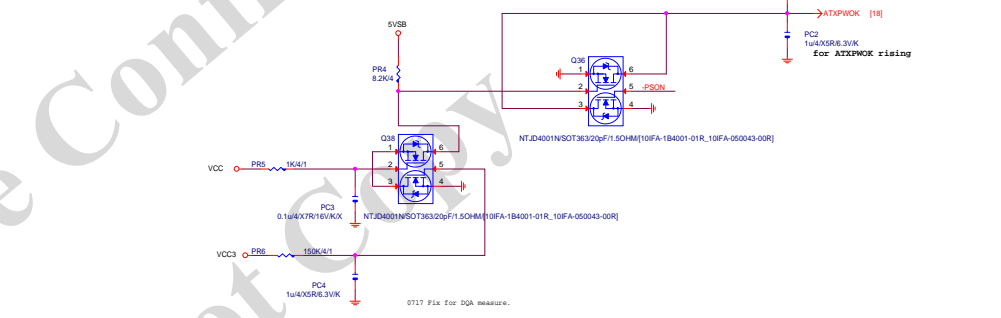 ATXPWOK [18]
5VSB
PC2
1u/4/X5R/6.3V/K
for ATXPWOK rising
PR4
8.2K/4
Q36
1
6
2
5
-PSON
3
4
NTJD4001N/SOT363/20pF/1.5OHM/[10IFA-1B4001-01R_10IFA-050043-00R]
Q38
1
6
VCC
PR5
1K/4/1
2
5
3
4
PC3
0.1u/4/X7R/16V/K/X
NTJD4001N/SOT363/20pF/1.5OHM/[10IFA-1B4001-01R_10IFA-050043-00R]
VCC3
PR6
150K/4/1
PC4
1u/4/X5R/6.3V/K
0717 Fix for DQA measure.
Copy